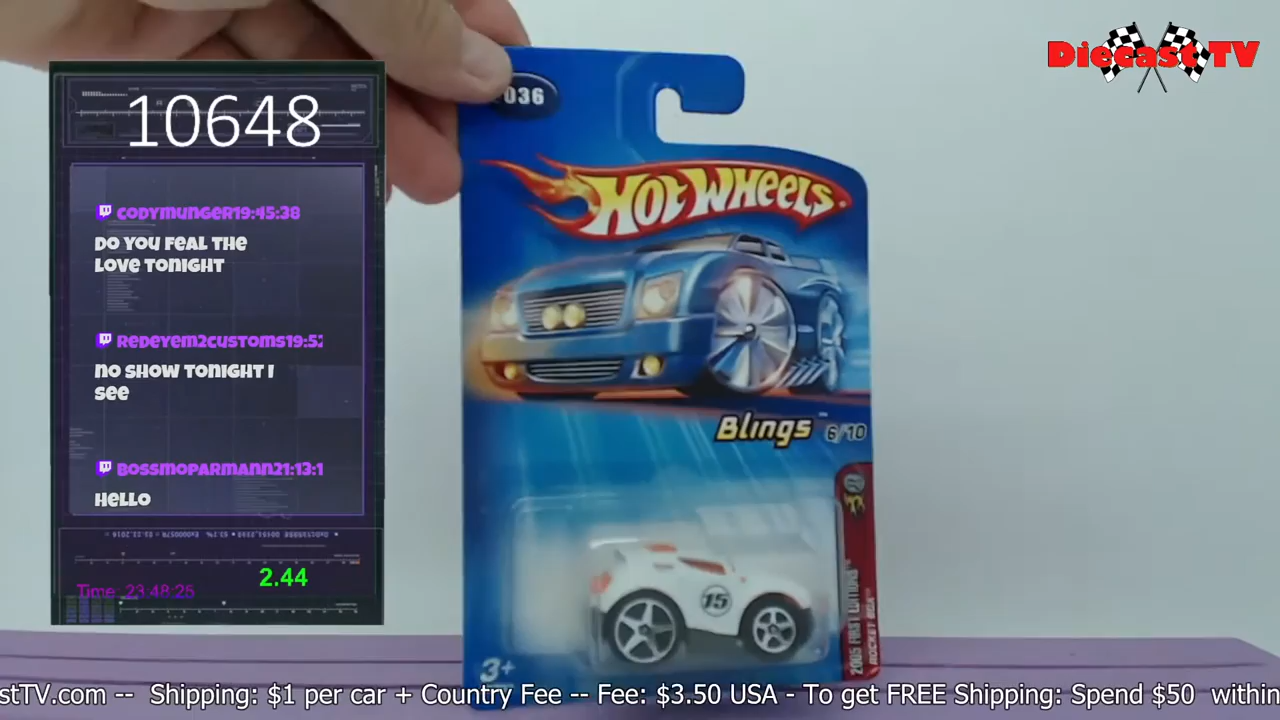 Diecast TV
10648
036
HOT WHEELS
codymunger19:45:38
Do you feal the
love tonight
redeyem2customs19:52
no show tonight i
see
Blings™ 6/10
bossmoparmann21:13:1
Hello
2.44
Time 23:48:25
15
2005 FIRST EDITIONS
ROCKET BOX
3+
stTV.com -- Shipping: $1 per car + Country Fee -- Fee: $3.50 USA - To get FREE Shipping: Spend $50 within